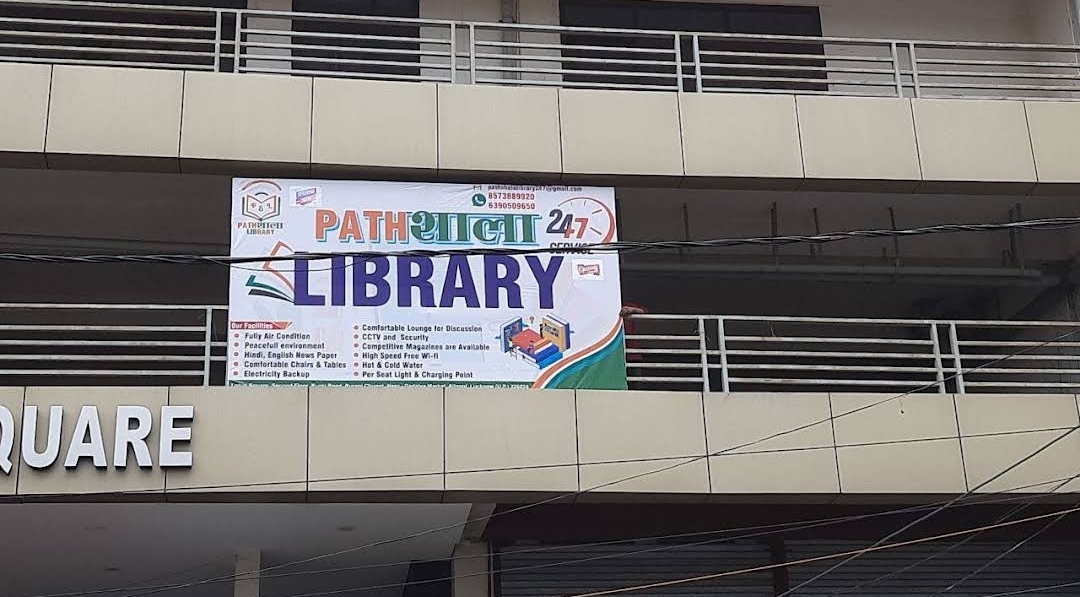 pathshalalibrary247@gmail.com
8573889920
6390509650
PATHशाला
LIBRARY
PATHशाला
24x7
SERVICE
LIBRARY
Our Facilities
Fully Air Condition
Peacefull environment
Hindi, English News Paper
Comfortable Chairs & Tables
Electricity Backup
Comfortable Lounge for Discussion
CCTV and Security
Competitive Magazines are Available
High Speed Free Wi-fi
Hot & Cold Water
Per Seat Light & Charging Point
QUARE